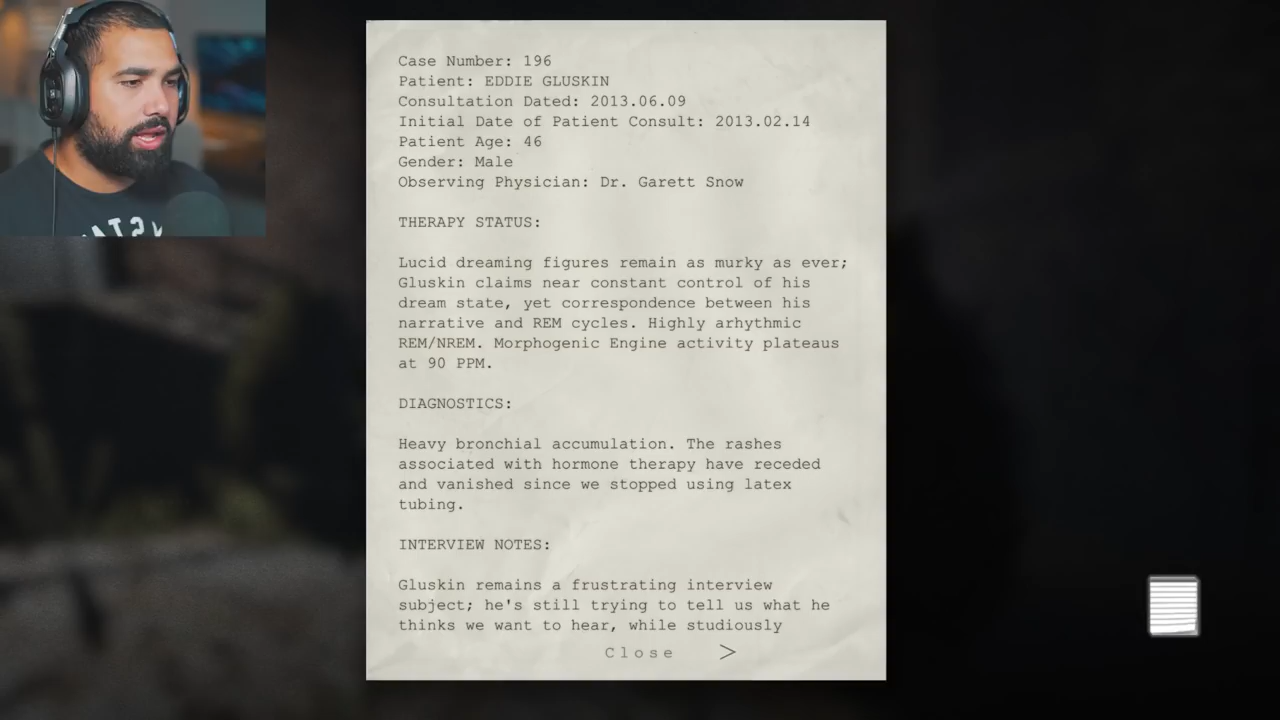 Case Number: 196
Patient: EDDIE GLUSKIN
Consultation Dated: 2013.06.09
Initial Date of Patient Consult: 2013.02.14
Patient Age: 46
Gender: Male
Observing Physician: Dr. Garett Snow
THERAPY STATUS:
Lucid dreaming figures remain as murky as ever;
Gluskin claims near constant control of his
dream state, yet correspondence between his
narrative and REM cycles. Highly arhythmic
REM/NREM. Morphogenic Engine activity plateaus
at 90 PPM.
DIAGNOSTICS:
Heavy bronchial accumulation. The rashes
associated with hormone therapy have receded
and vanished since we stopped using latex
tubing.
INTERVIEW NOTES:
Gluskin remains a frustrating interview
subject; he's still trying to tell us what he
thinks we want to hear, while studiously
Close >